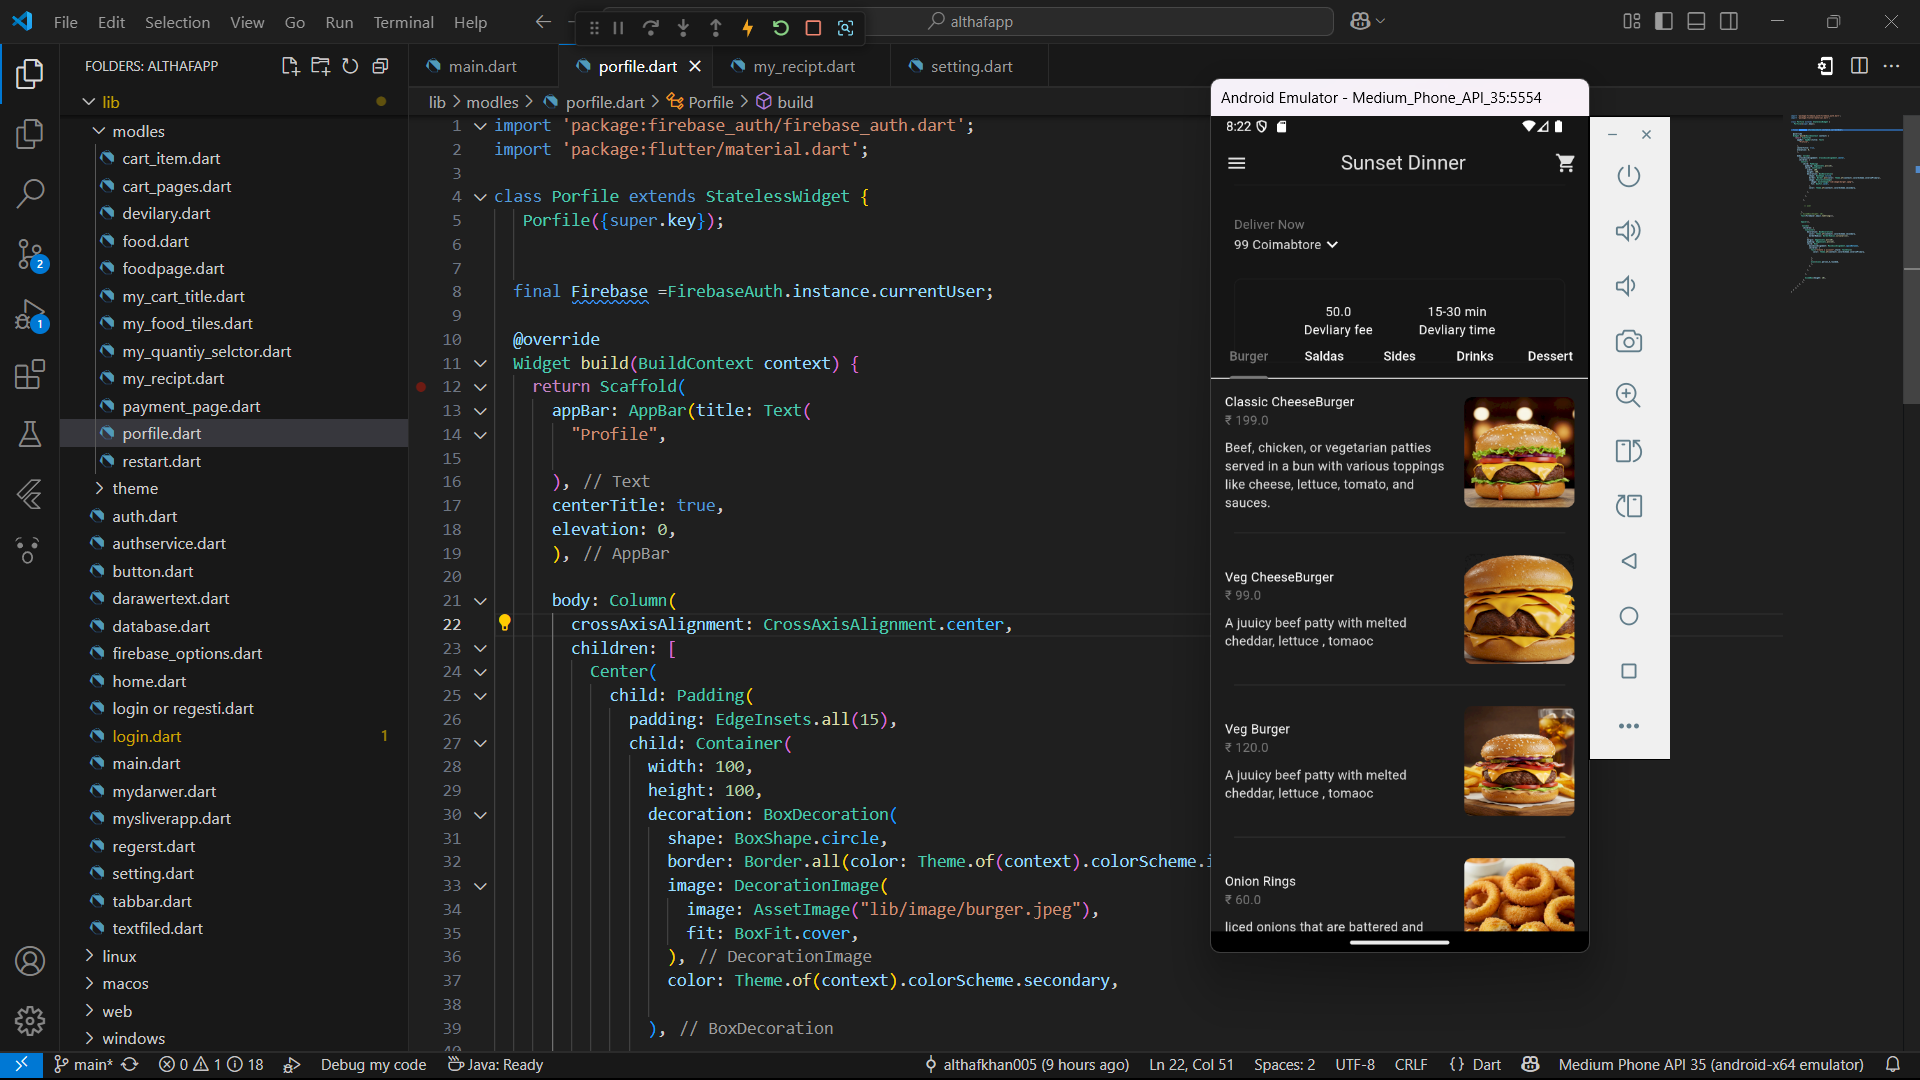 File Edit Selection View Go Run Terminal Help
althafapp
FOLDERS: ALTHAFAPP
lib
modles
cart_item.dart
cart_pages.dart
devilary.dart
food.dart
foodpage.dart
my_cart_title.dart
my_food_tiles.dart
my_quantiy_selctor.dart
my_recipt.dart
payment_page.dart
porfile.dart
restart.dart
theme
auth.dart
authservice.dart
button.dart
darawertext.dart
database.dart
firebase_options.dart
home.dart
login or regesti.dart
login.dart 1
main.dart
mydarwer.dart
mysliverapp.dart
regerst.dart
setting.dart
tabbar.dart
textfiled.dart
linux
macos
web
windows
2
1
main.dart porfile.dart my_recipt.dart setting.dart
lib > modles > porfile.dart > Porfile > build
1 import 'package:firebase_auth/firebase_auth.dart';
2 import 'package:flutter/material.dart';
3
4 class Porfile extends StatelessWidget {
5 Porfile({super.key});
6
7
8 final Firebase =FirebaseAuth.instance.currentUser;
9
10 @override
11 Widget build(BuildContext context) {
12 return Scaffold(
13 appBar: AppBar(title: Text(
14 "Profile",
15
16 ), // Text
17 centerTitle: true,
18 elevation: 0,
19 ), // AppBar
20
21 body: Column(
22 crossAxisAlignment: CrossAxisAlignment.center,
23 children: [
24 Center(
25 child: Padding(
26 padding: EdgeInsets.all(15),
27 child: Container(
28 width: 100,
29 height: 100,
30 decoration: BoxDecoration(
31 shape: BoxShape.circle,
32 border: Border.all(color: Theme.of(context).colorScheme.i
33 image: DecorationImage(
34 image: AssetImage("lib/image/burger.jpeg"),
35 fit: BoxFit.cover,
36 ), // DecorationImage
37 color: Theme.of(context).colorScheme.secondary,
38
39 ), // BoxDecoration
Android Emulator - Medium_Phone_API_35:5554
8:22
Sunset Dinner
Deliver Now
99 Coimabtore
50.0 15-30 min
Devliary fee Devliary time
Burger Saldas Sides Drinks Dessert
Classic CheeseBurger
₹ 199.0
Beef, chicken, or vegetarian patties
served in a bun with various toppings
like cheese, lettuce, tomato, and
sauces.
Veg CheeseBurger
₹ 99.0
A juuicy beef patty with melted
cheddar, lettuce , tomaoc
Veg Burger
₹ 120.0
A juuicy beef patty with melted
cheddar, lettuce , tomaoc
Onion Rings
₹ 60.0
liced onions that are battered and
main* 0 1 18 Debug my code Java: Ready althafkhan005 (9 hours ago) Ln 22, Col 51 Spaces: 2 UTF-8 CRLF {} Dart Medium Phone API 35 (android-x64 emulator)